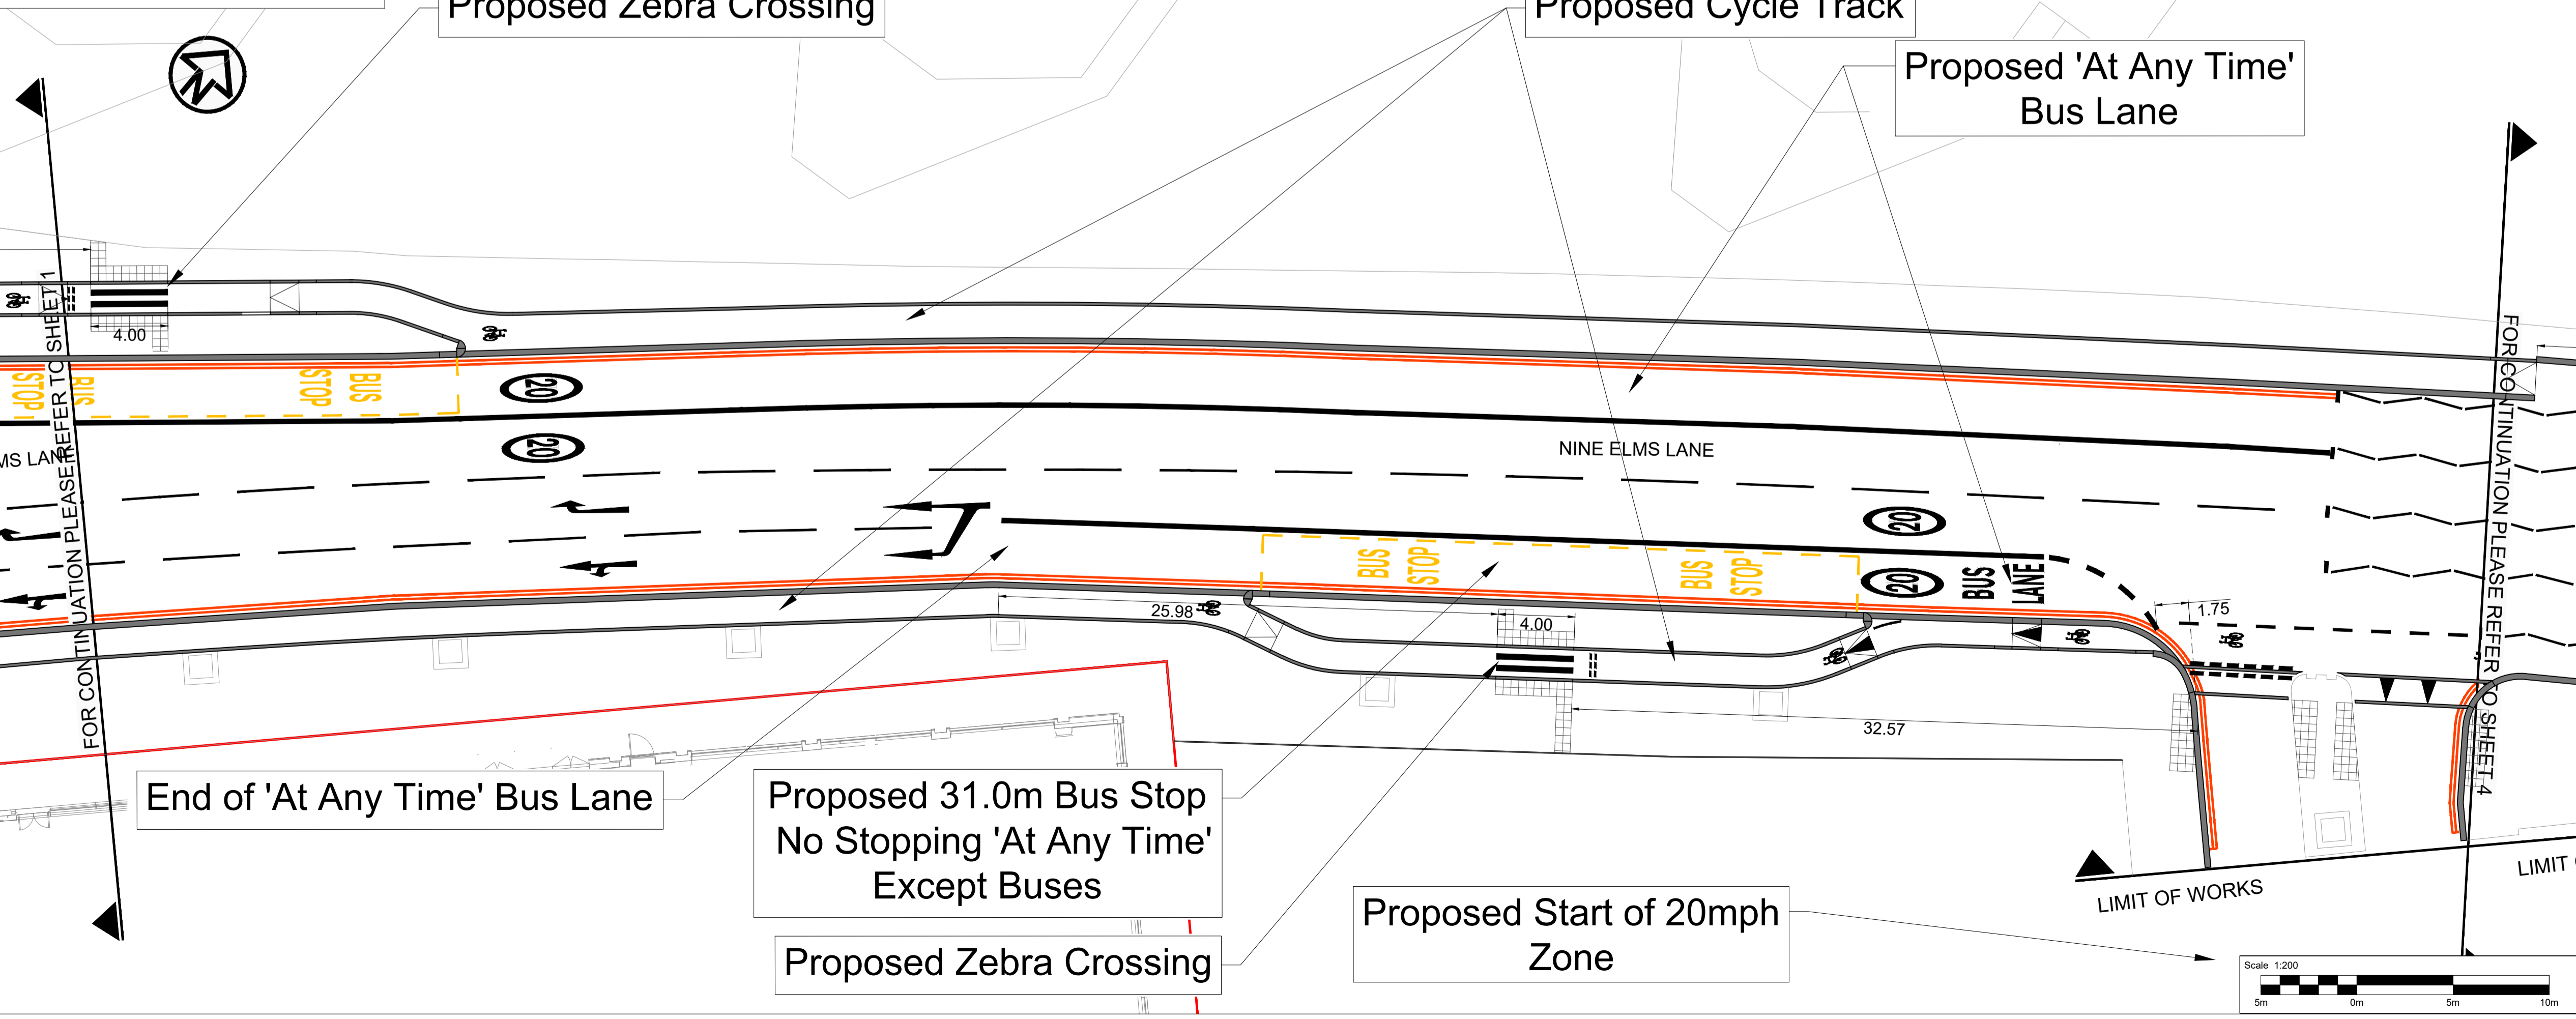 Proposed Zebra Crossing
Proposed Cycle Track
Proposed 'At Any Time'
Bus Lane
FOR CONTINUATION PLEASE REFER TO SHEET 1
4.00
BUS
STOP
BUS
STOP
20
20
NINE ELMS LANE
BUS
STOP
BUS
STOP
20
20
BUS
LANE
25.98
4.00
1.75
32.57
FOR CONTINUATION PLEASE REFER TO SHEET 4
End of 'At Any Time' Bus Lane
Proposed 31.0m Bus Stop
No Stopping 'At Any Time'
Except Buses
Proposed Zebra Crossing
Proposed Start of 20mph
Zone
LIMIT OF WORKS
LIMIT
Scale 1:200
5m 0m 5m 10m